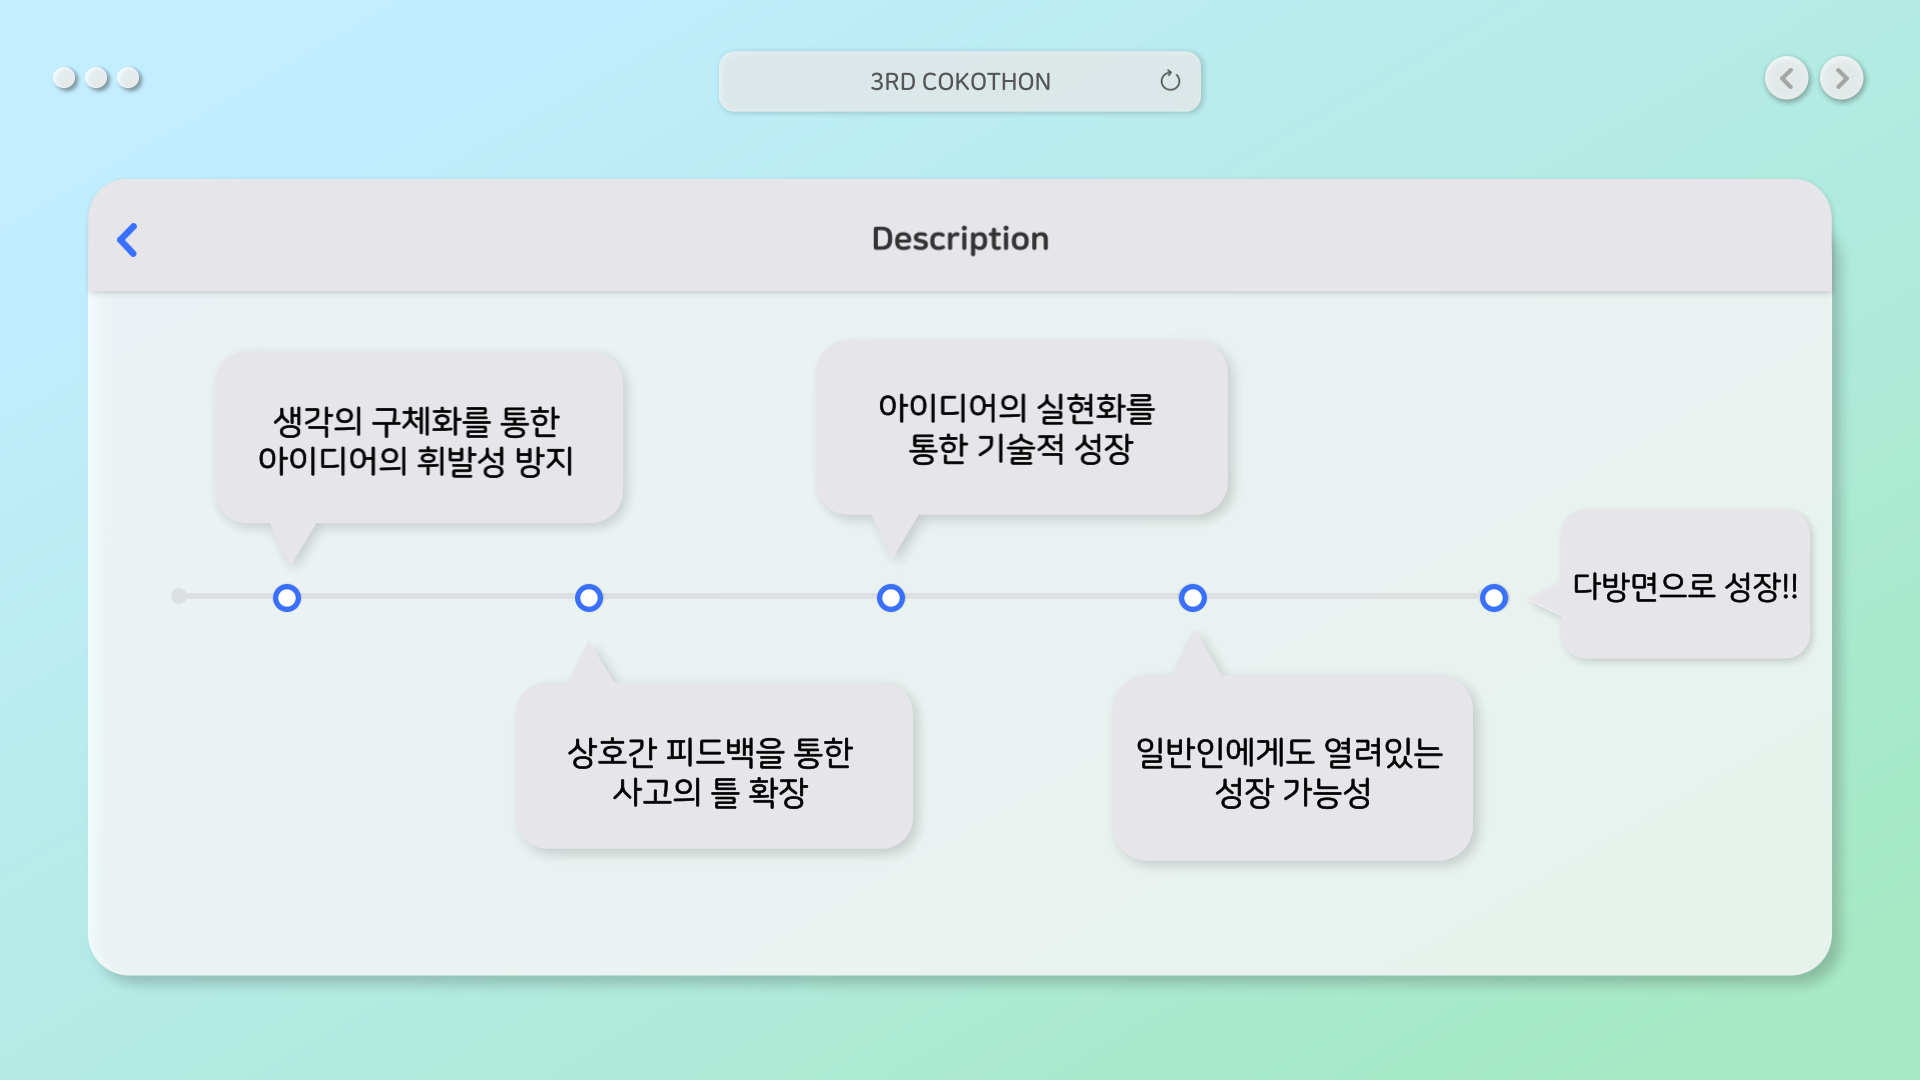 3RD COKOTHON
Description
생각의 구체화를 통한
아이디어의 휘발성 방지
상호간 피드백을 통한
사고의 틀 확장
아이디어의 실현화를
통한 기술적 성장
일반인에게도 열려있는
성장 가능성
다방면으로 성장!!